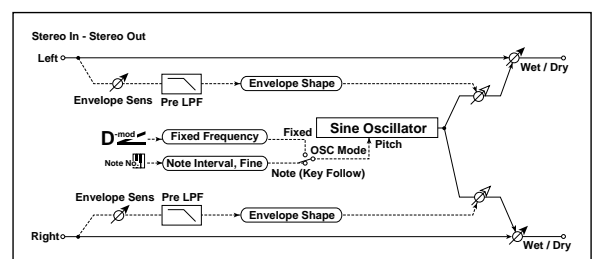 Stereo In - Stereo Out
Left
Wet / Dry
Envelope Sens
Pre LPF
Envelope Shape
D-mod
Fixed Frequency
Fixed
Sine Oscillator
Pitch
OSC Mode
Note No.
Note Interval, Fine
Note (Key Follow)
Envelope Sens
Pre LPF
Envelope Shape
Right
Wet / Dry